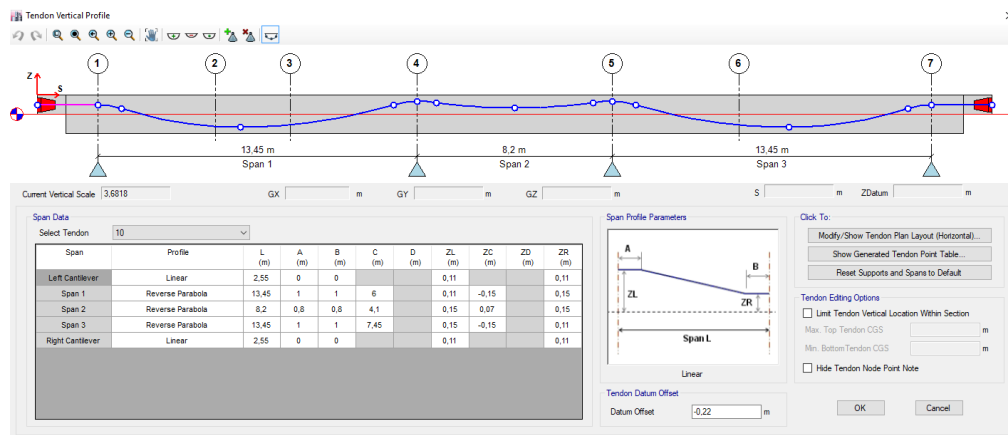 Tendon Vertical Profile
1 2 3 4 5 6 7
Z
S
13,45 m 8,2 m 13,45 m
Span 1 Span 2 Span 3
Current Vertical Scale 3,6818 GX m GY m GZ m S m ZDatum m
Span Data
Select Tendon 10
Span Profile L (m) A (m) B (m) C (m) D (m) ZL (m) ZC (m) ZD (m) ZR (m)
Left Cantilever Linear 2,55 0 0 0,11 0,11
Span 1 Reverse Parabola 13,45 1 1 6 0,11 -0,15 0,15
Span 2 Reverse Parabola 8,2 0,8 0,8 4,1 0,15 0,07 0,15
Span 3 Reverse Parabola 13,45 1 1 7,45 0,15 -0,15 0,11
Right Cantilever Linear 2,55 0 0 0,11 0,11
Span Profile Parameters
A
B
ZL
ZR
Span L
Linear
Tendon Datum Offset
Datum Offset -0,22 m
Click To:
Modify/Show Tendon Plan Layout (Horizontal)...
Show Generated Tendon Point Table...
Reset Supports and Spans to Default
Tendon Editing Options
Limit Tendon Vertical Location Within Section
Max. Top Tendon CGS m
Min. BottomTendon CGS m
Hide Tendon Node Point Note
OK Cancel